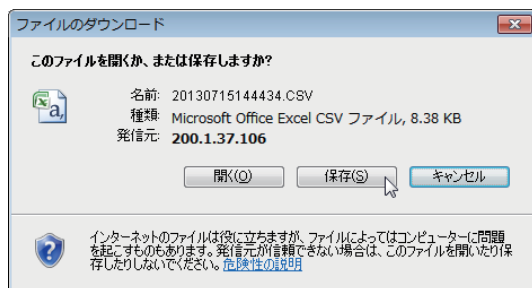 ファイルのダウンロード
このファイルを開くか、または保存しますか?
名前: 20130715144434.CSV
種類: Microsoft Office Excel CSV ファイル, 8.38 KB
発信元: 200.1.37.106
開く(O) 保存(S) キャンセル
インターネットのファイルは役に立ちますが、ファイルによってはコンピューターに問題
を起こすものもあります。発信元が信頼できない場合は、このファイルを開いたり保
存したりしないでください。危険性の説明